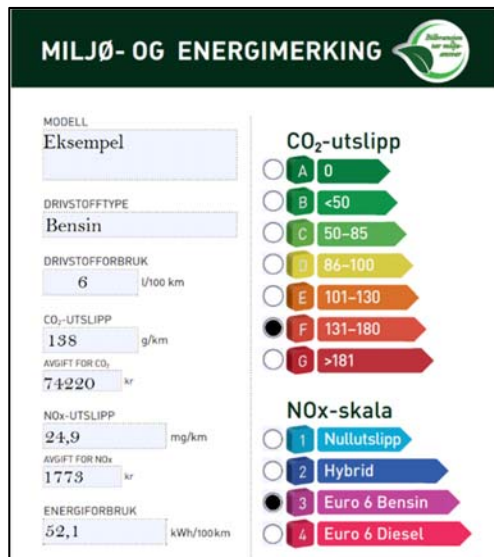 MILJØ- OG ENERGIMERKING
MODELL
Eksempel
DRIVSTOFFTYPE
Bensin
DRIVSTOFFORBRUK
6 l/100 km
CO₂-UTSLIPP
138 g/km
AVGIFT FOR CO₂
74220 kr
NOx-UTSLIPP
24,9 mg/km
AVGIFT FOR NOx
1773 kr
ENERGIFORBRUK
52,1 kWh/100km
CO₂-utslipp
A 0
B <50
C 50–85
D 86–100
E 101–130
F 131–180
G >181
NOx-skala
1 Nullutslipp
2 Hybrid
3 Euro 6 Bensin
4 Euro 6 Diesel